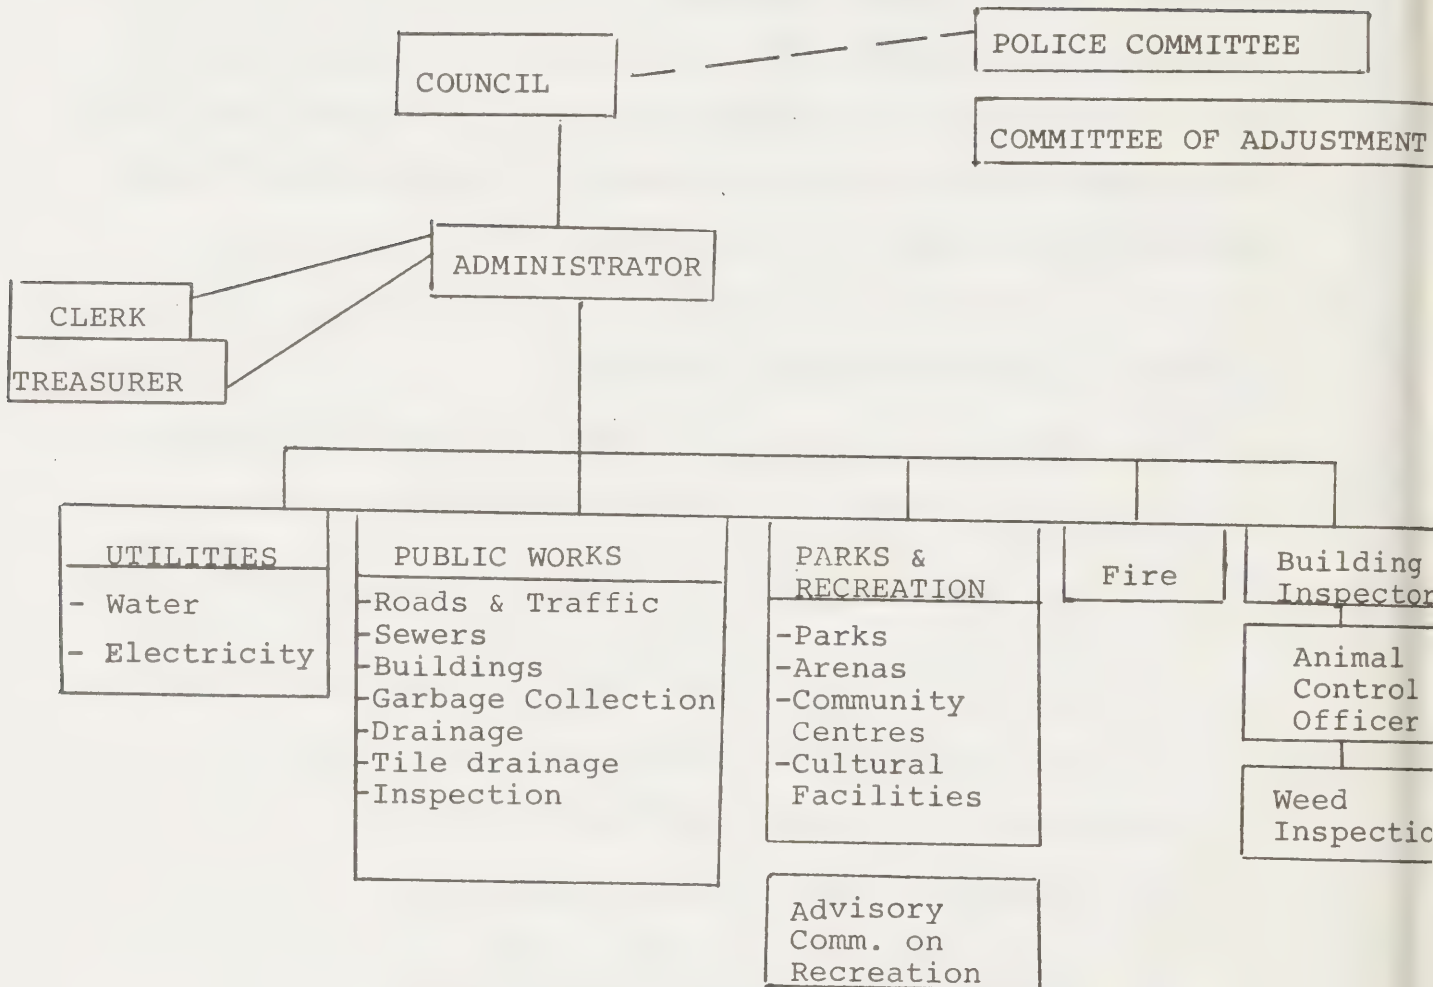 COUNCIL
POLICE COMMITTEE
COMMITTEE OF ADJUSTMENT
ADMINISTRATOR
CLERK
TREASURER
UTILITIES
- Water
- Electricity
PUBLIC WORKS
-Roads & Traffic
-Sewers
-Buildings
-Garbage Collection
-Drainage
-Tile drainage
-Inspection
PARKS &
RECREATION
-Parks
-Arenas
-Community
Centres
-Cultural
Facilities
Advisory
Comm. on
Recreation
Fire
Building
Inspector
Animal
Control
Officer
Weed